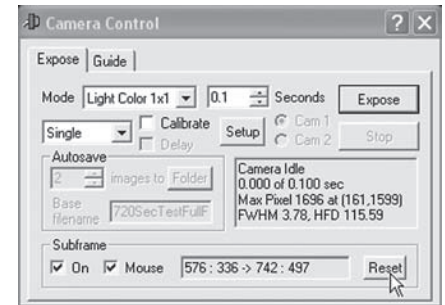 Camera Control
Expose Guide
Mode Light Color 1x1 0.1 Seconds Expose
Single Calibrate Setup Cam 1 Stop
Delay Cam 2
Autosave
2 images to Folder
Base filename 720SecTestFullF
Camera Idle
0.000 of 0.100 sec
Max Pixel 1696 at (161,1599)
FWHM 3.78, HFD 115.59
Subframe
On Mouse 576 : 336 -> 742 : 497 Reset